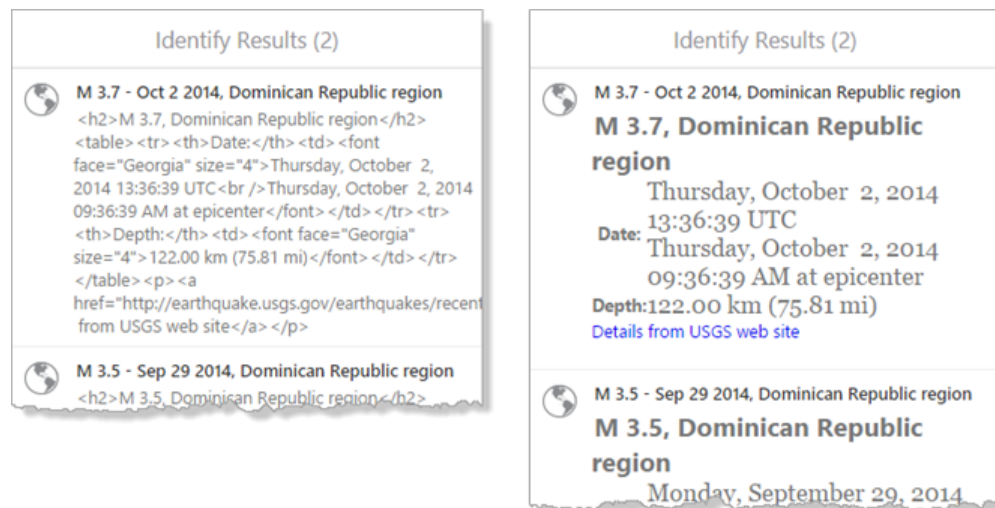 Identify Results (2)
M 3.7 - Oct 2 2014, Dominican Republic region
<h2>M 3.7, Dominican Republic region</h2>
<table><tr><th>Date:</th><td><font
face="Georgia" size="4">Thursday, October  2,
2014 13:36:39 UTC<br />Thursday, October  2, 2014
09:36:39 AM at epicenter</font></td></tr><tr>
<th>Depth:</th><td><font face="Georgia"
size="4">122.00 km (75.81 mi)</font></td></tr>
</table><p><a
href="http://earthquake.usgs.gov/earthquakes/recent
from USGS web site</a></p>
M 3.5 - Sep 29 2014, Dominican Republic region
<h2>M 3.5, Dominican Republic region</h2>
Identify Results (2)
M 3.7 - Oct 2 2014, Dominican Republic region
M 3.7, Dominican Republic
region
Thursday, October  2, 2014
13:36:39 UTC
Date:
Thursday, October  2, 2014
09:36:39 AM at epicenter
Depth:122.00 km (75.81 mi)
Details from USGS web site
M 3.5 - Sep 29 2014, Dominican Republic region
M 3.5, Dominican Republic
region
Monday, September 29, 2014